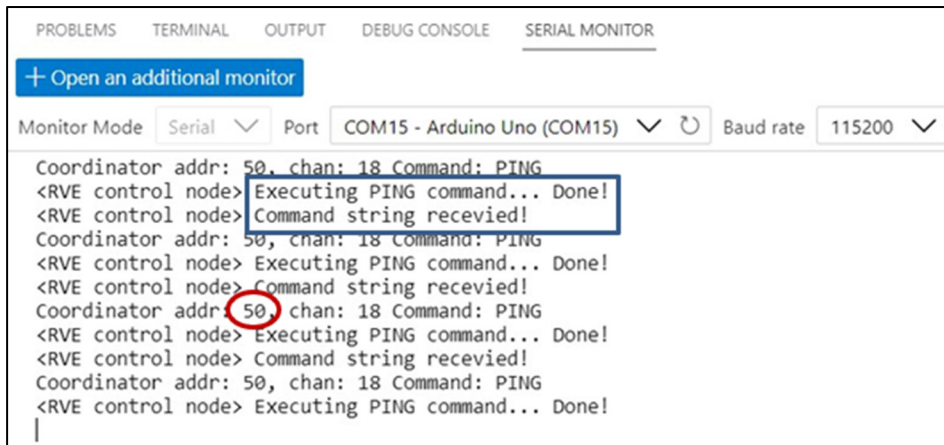 PROBLEMS TERMINAL OUTPUT DEBUG CONSOLE SERIAL MONITOR
+ Open an additional monitor
Monitor Mode Serial Port COM15 - Arduino Uno (COM15) Baud rate 115200
Coordinator addr: 50, chan: 18 Command: PING
<RVE control node> Executing PING command... Done!
<RVE control node> Command string recevied!
Coordinator addr: 50, chan: 18 Command: PING
<RVE control node> Executing PING command... Done!
<RVE control node> Command string recevied!
Coordinator addr: 50, chan: 18 Command: PING
<RVE control node> Executing PING command... Done!
<RVE control node> Command string recevied!
Coordinator addr: 50, chan: 18 Command: PING
<RVE control node> Executing PING command... Done!